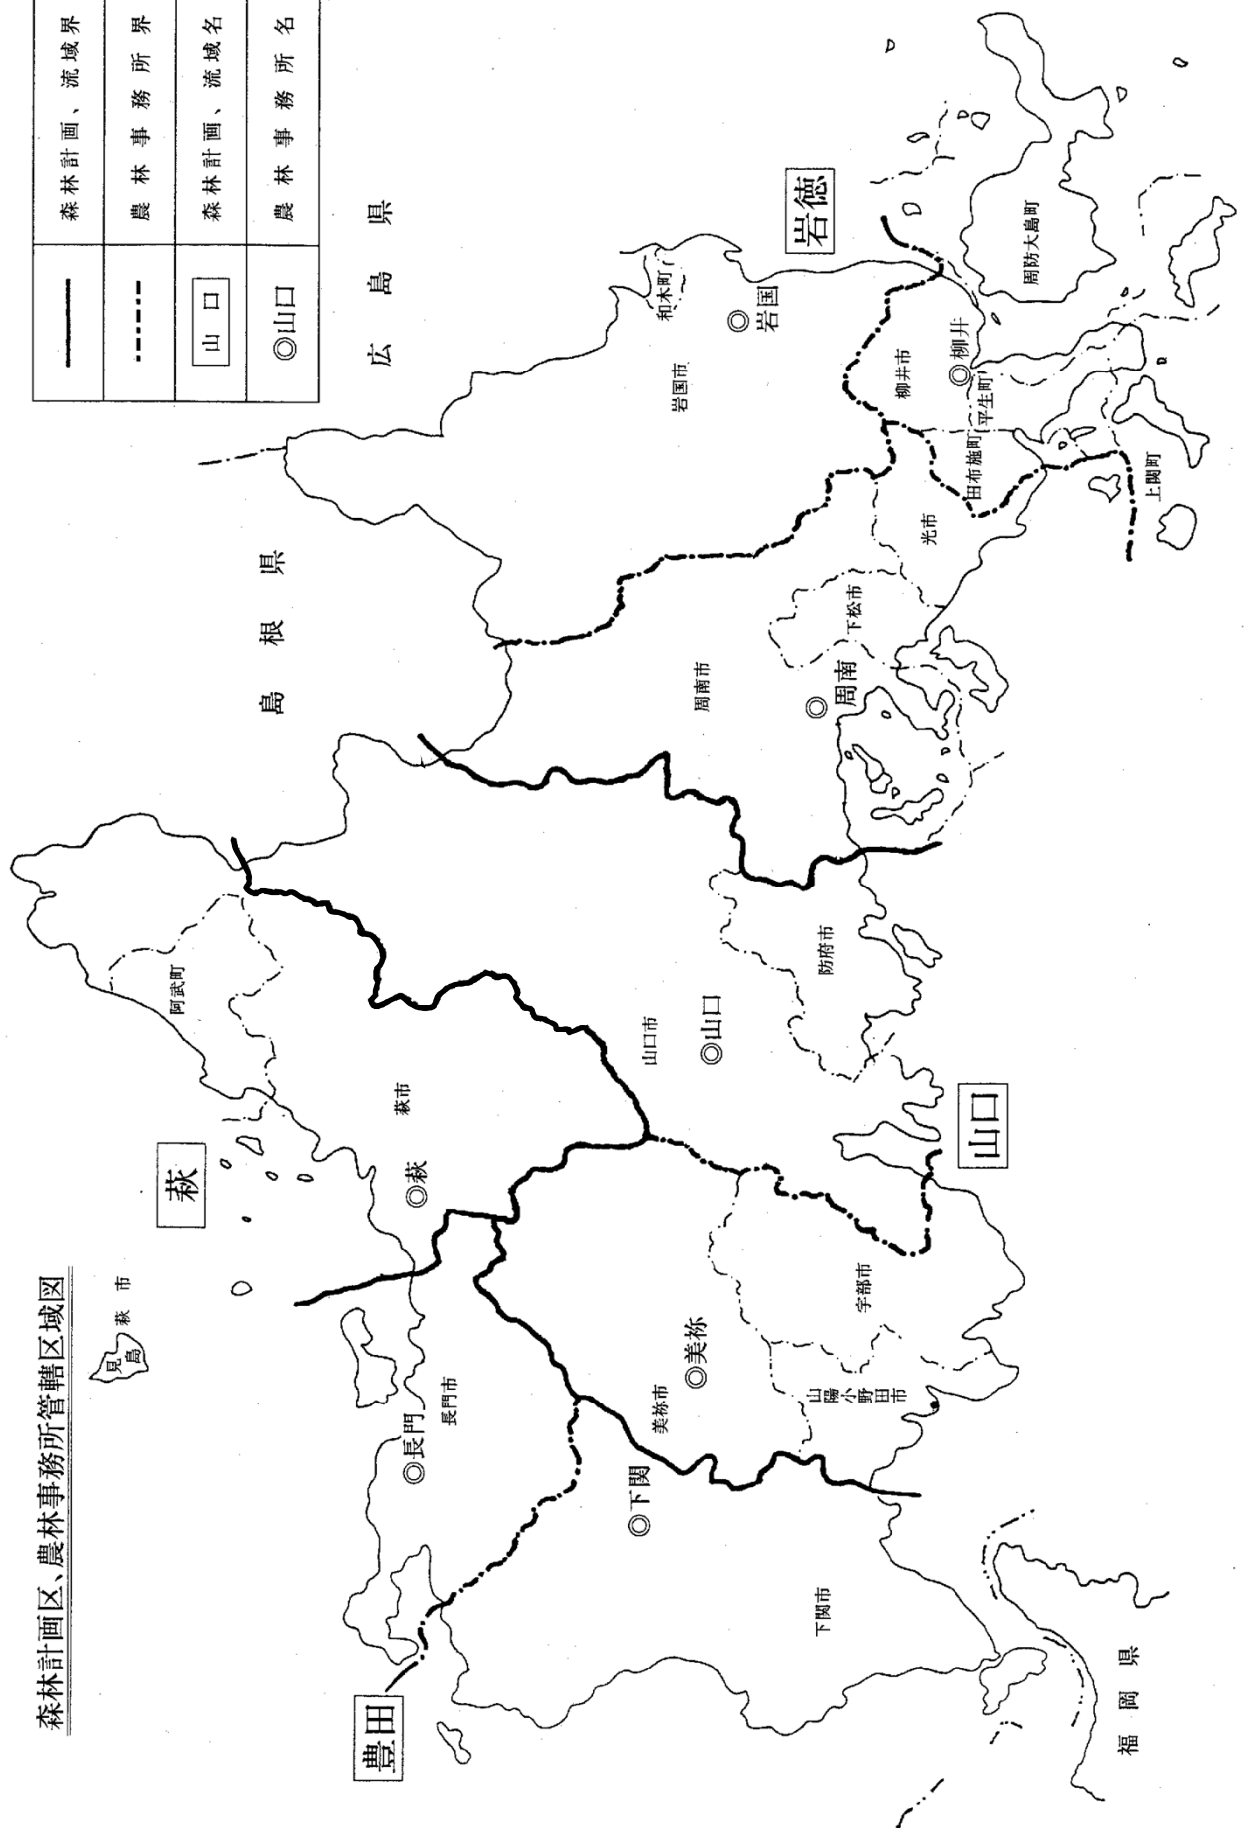 森林計画区、農林事務所管轄区域図
森林計画、流域界
農林事務所界
山口
森林計画、流域名
◎山口
農林事務所名
見島
萩市
萩
豊田
岩徳
山口
島根県
広島県
福岡県
阿武町
萩市
◎萩
長門市
◎長門
美祢市
◎美祢
◎下関
下関市
山陽小野田市
宇部市
山口市
◎山口
防府市
周南市
◎周南
下松市
光市
岩国市
◎岩国
和木町
柳井市
◎柳井
平生町
田布施町
上関町
周防大島町